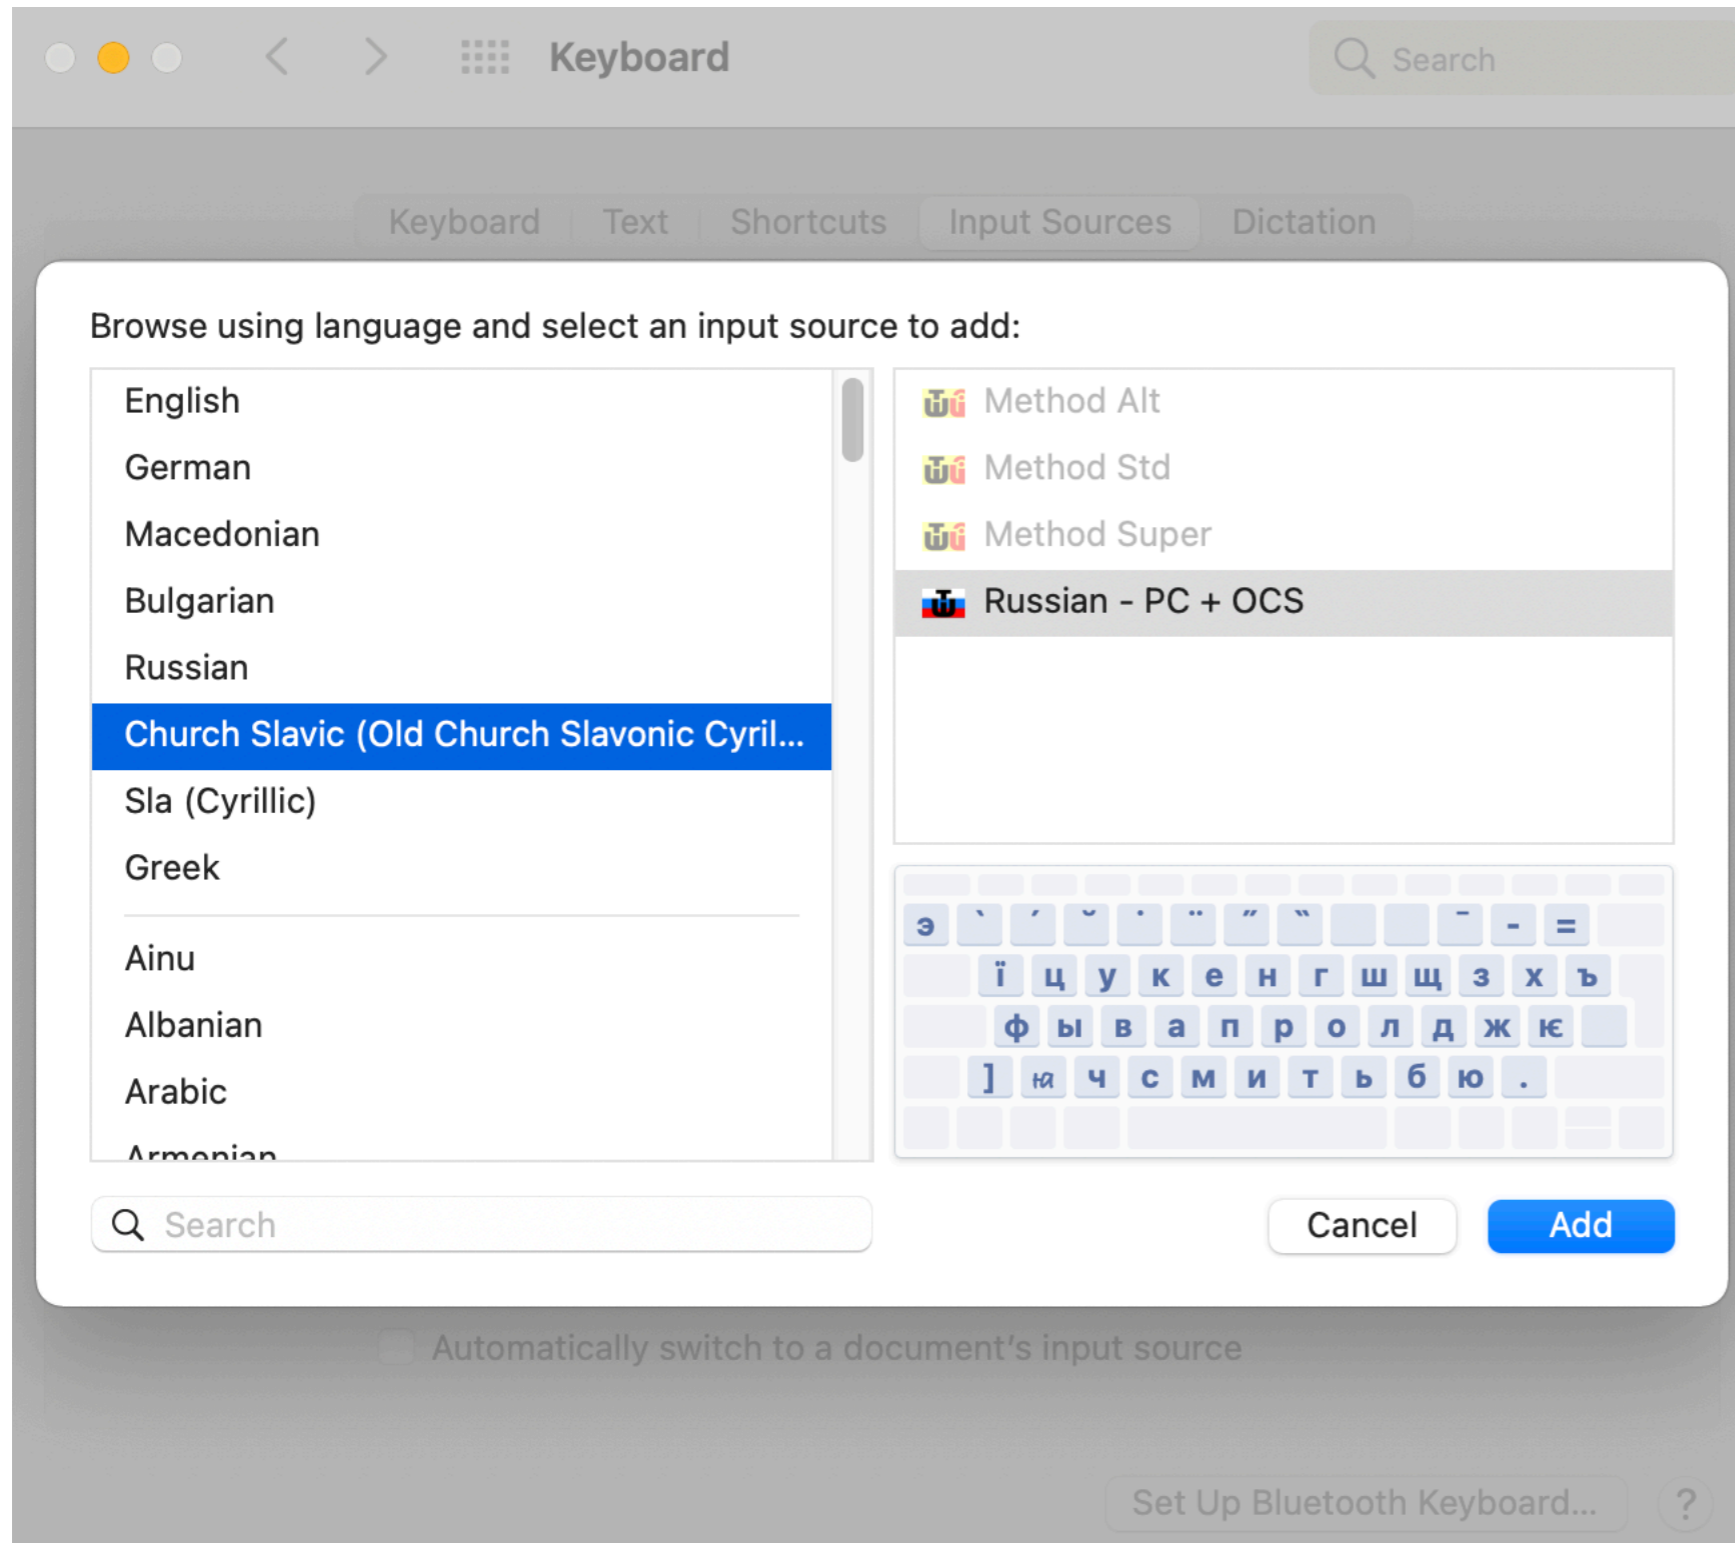 Keyboard
Search
Keyboard Text Shortcuts Input Sources Dictation
Browse using language and select an input source to add:
English
German
Macedonian
Bulgarian
Russian
Church Slavic (Old Church Slavonic Cyril...
Sla (Cyrillic)
Greek
Ainu
Albanian
Arabic
Armenian
Search
Method Alt
Method Std
Method Super
Russian - PC + OCS
э ` ´ ˘ ˙ ¨ ˝ ̏ ¯ - =
ї ц у к е н г ш щ з х ъ
ф ы в а п р о л д ж ѥ
] ꙗ ч с м и т ь б ю .
Cancel Add
Automatically switch to a document's input source
Set Up Bluetooth Keyboard... ?